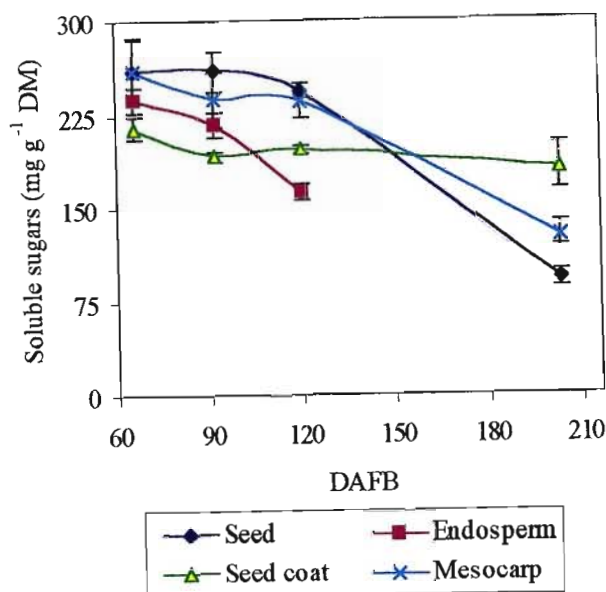 Soluble sugars (mg g⁻¹ DM)
300
225
150
75
0
60 90 120 150 180 210
DAFB
Seed Endosperm
Seed coat Mesocarp